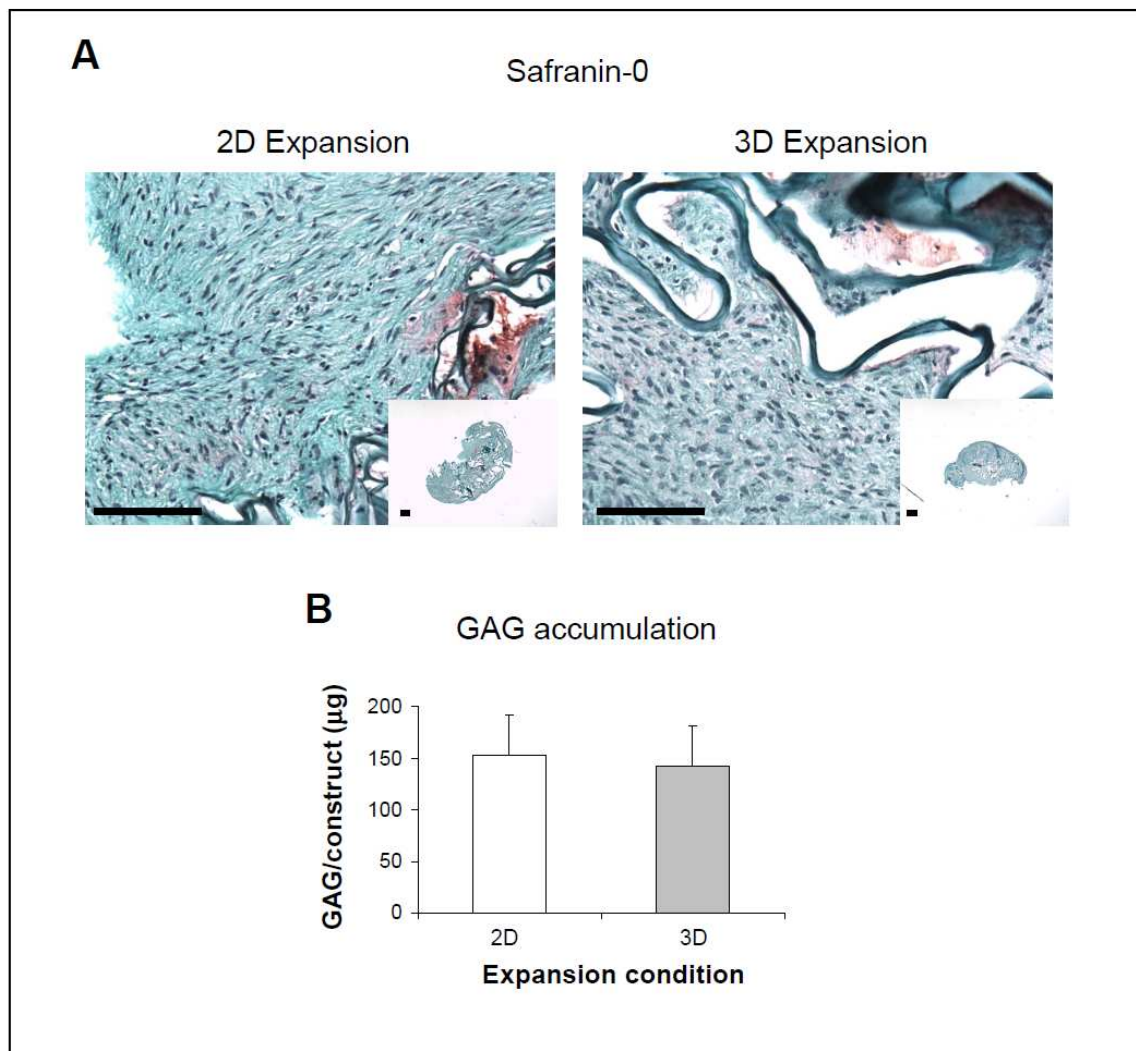 A
Safranin-0
2D Expansion
3D Expansion
B
GAG accumulation
GAG/construct (µg)
200
150
100
50
0
2D
3D
Expansion condition